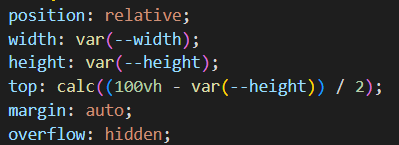 position: relative;
width: var(--width);
height: var(--height);
top: calc((100vh - var(--height)) / 2);
margin: auto;
overflow: hidden;